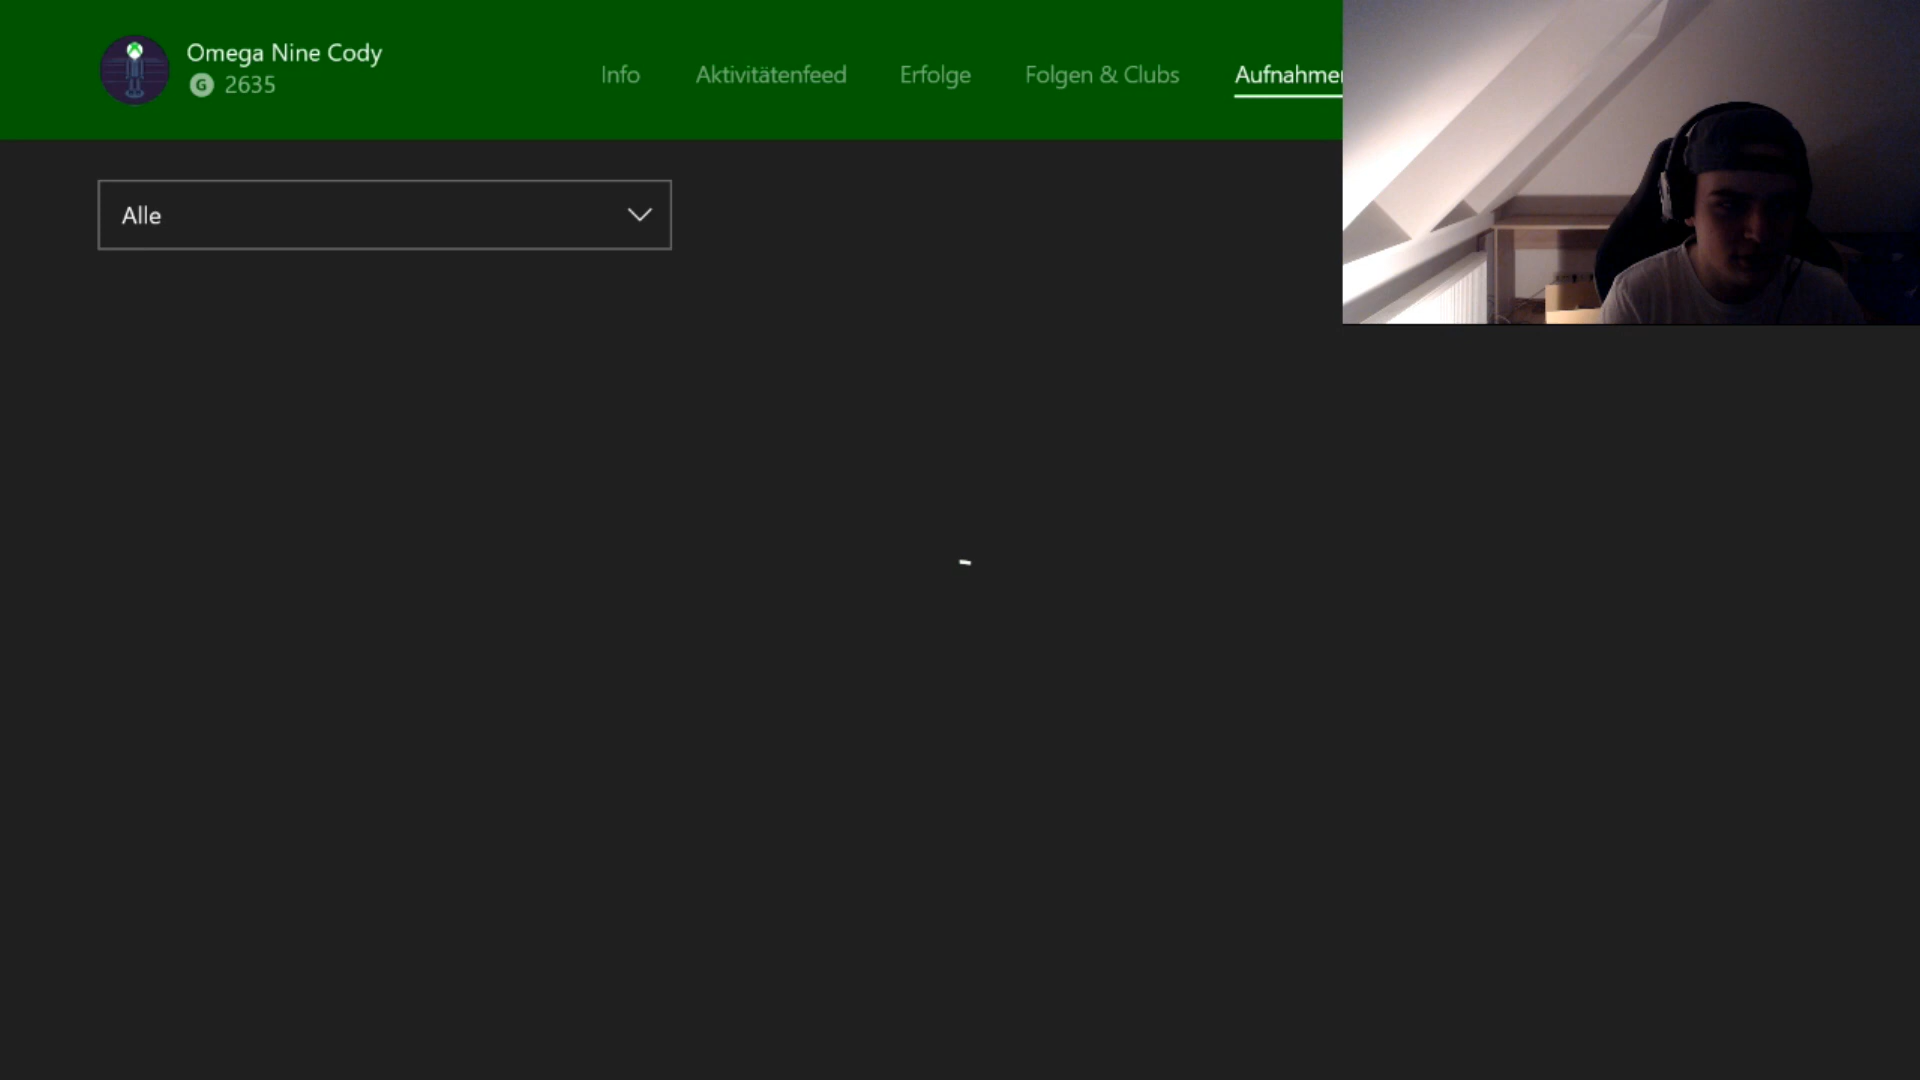 Omega Nine Cody
G 2635
Info
Aktivitätenfeed
Erfolge
Folgen & Clubs
Aufnahmen
Alle